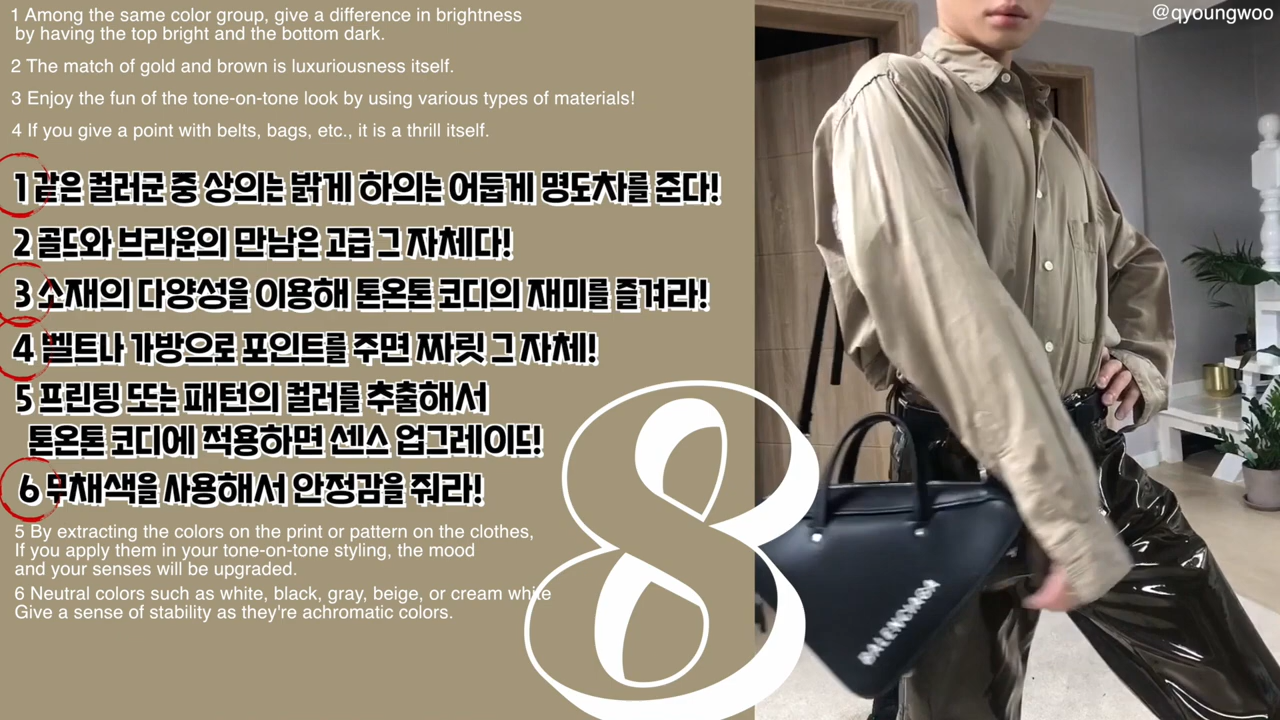 1 Among the same color group, give a difference in brightness
by having the top bright and the bottom dark.
2 The match of gold and brown is luxuriousness itself.
3 Enjoy the fun of the tone-on-tone look by using various types of materials!
4 If you give a point with belts, bags, etc., it is a thrill itself.
1 같은 컬러군 중 상의는 밝게 하의는 어둡게 명도차를 준다!
2 골드와 브라운의 만남은 고급 그 자체다!
3 소재의 다양성을 이용해 톤온톤 코디의 재미를 즐겨라!
4 벨트나 가방으로 포인트를 주면 짜릿 그 자체!
5 프린팅 또는 패턴의 컬러를 추출해서
톤온톤 코디에 적용하면 센스 업그레이드!
6 무채색을 사용해서 안정감을 줘라!
5 By extracting the colors on the print or pattern on the clothes,
If you apply them in your tone-on-tone styling, the mood
and your senses will be upgraded.
6 Neutral colors such as white, black, gray, beige, or cream white
Give a sense of stability as they're achromatic colors.
8
@qyoungwoo
BALENCIAGA